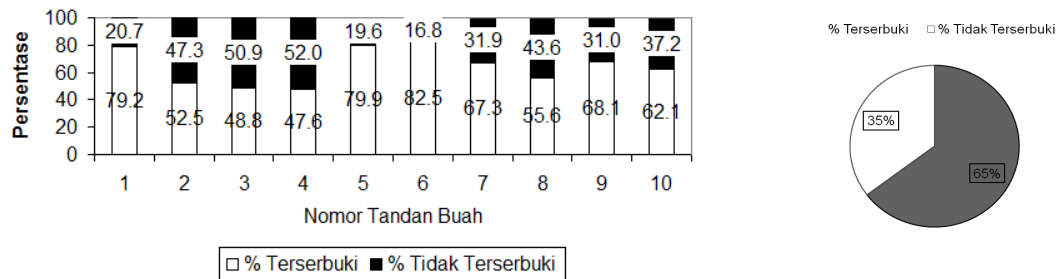 Persentase
100
80
60
40
20
0
20.7 47.3 50.9 52.0 19.6 16.8 31.9 43.6 31.0 37.2
79.2 52.5 48.8 47.6 79.9 82.5 67.3 55.6 68.1 62.1
1 2 3 4 5 6 7 8 9 10
Nomor Tandan Buah
% Terserbuki % Tidak Terserbuki
% Terserbuki % Tidak Terserbuki
35%
65%